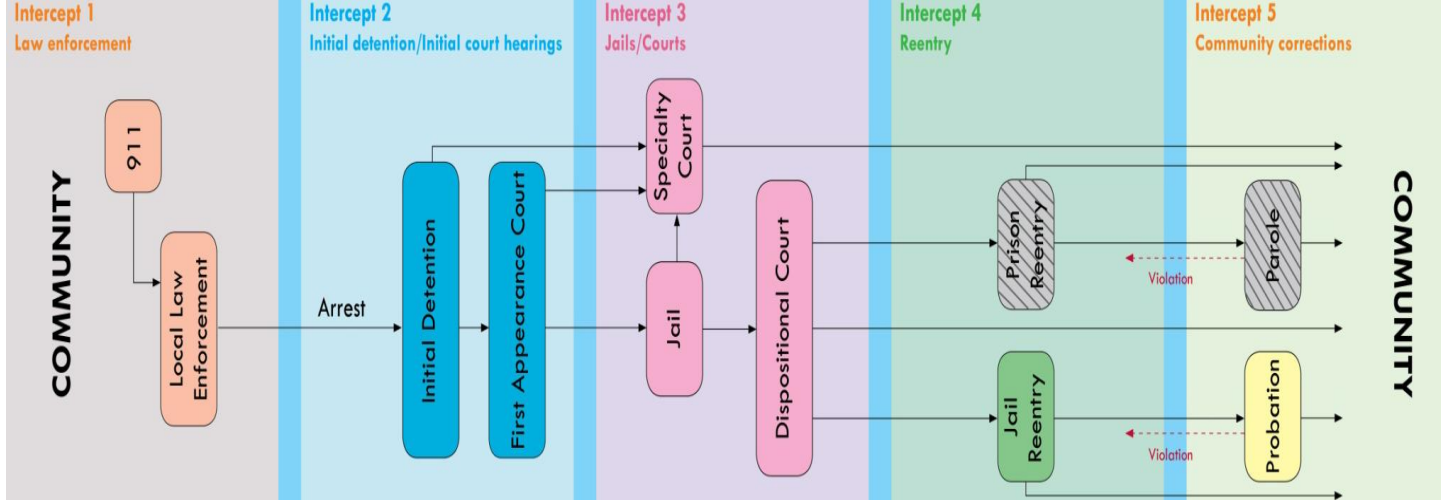 Intercept 1
Law enforcement
Intercept 2
Initial detention/Initial court hearings
Intercept 3
Jails/Courts
Intercept 4
Reentry
Intercept 5
Community corrections
COMMUNITY
911
Local Law
Enforcement
Arrest
Initial Detention
First Appearance Court
Specialty
Court
Jail
Dispositional Court
Prison
Reentry
Jail
Reentry
Parole
Violation
Probation
Violation
COMMUNITY